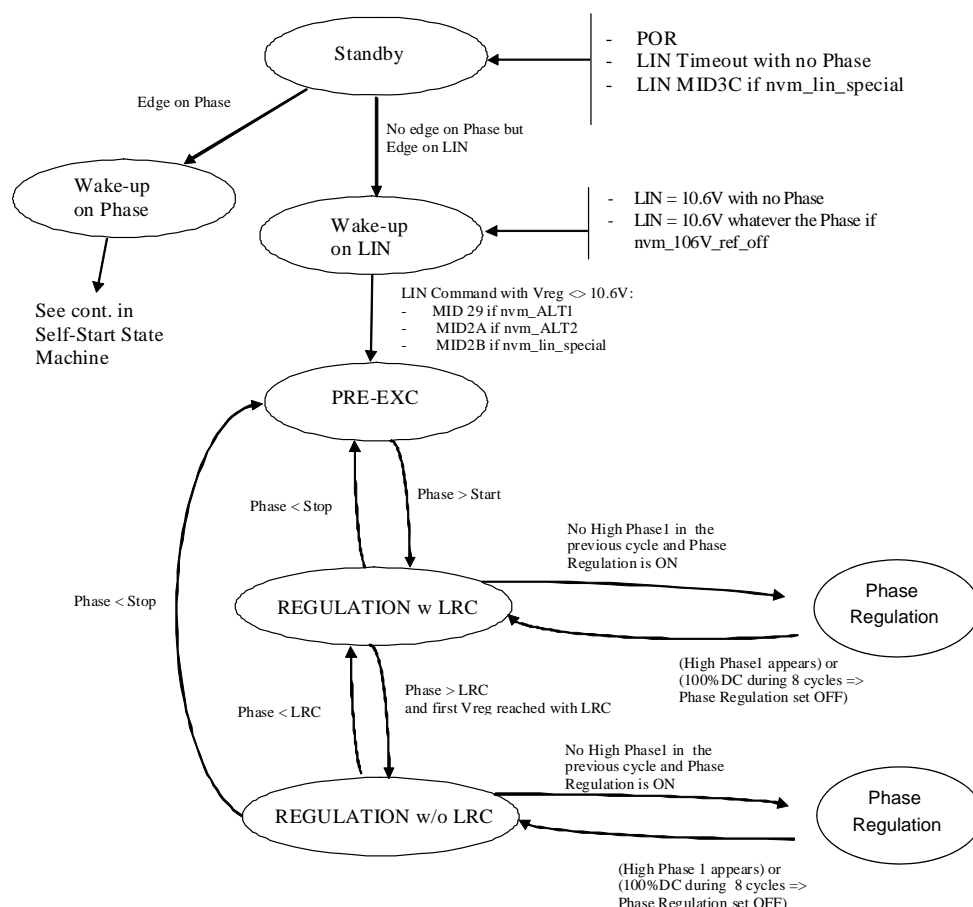 Standby
- POR
- LIN Timeout with no Phase
- LIN MID3C if nvm_lin_special
Edge on Phase
No edge on Phase but
Edge on LIN
Wake-up
on Phase
Wake-up
on LIN
- LIN = 10.6V with no Phase
- LIN = 10.6V whatever the Phase if
nvm_106V_ref_off
See cont. in
Self-Start State
Machine
LIN Command with Vreg <> 10.6V:
- MID 29 if nvm_ALT1
- MID2A if nvm_ALT2
- MID2B if nvm_lin_special
PRE-EXC
Phase < Stop
Phase > Start
No High Phase1 in the
previous cycle and Phase
Regulation is ON
Phase < Stop
REGULATION w LRC
Phase
Regulation
(High Phase1 appears) or
(100%DC during 8 cycles =>
Phase Regulation set OFF)
Phase < LRC
Phase > LRC
and first Vreg reached with LRC
No High Phase1 in the
previous cycle and Phase
Regulation is ON
REGULATION w/o LRC
Phase
Regulation
(High Phase 1 appears) or
(100%DC during 8 cycles =>
Phase Regulation set OFF)